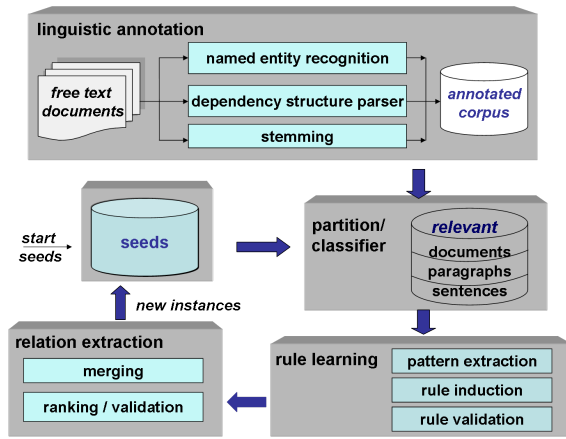 linguistic annotation
free text
documents
named entity recognition
dependency structure parser
stemming
annotated
corpus
start
seeds
seeds
partition/
classifier
relevant
documents
paragraphs
sentences
new instances
relation extraction
merging
ranking / validation
rule learning
pattern extraction
rule induction
rule validation